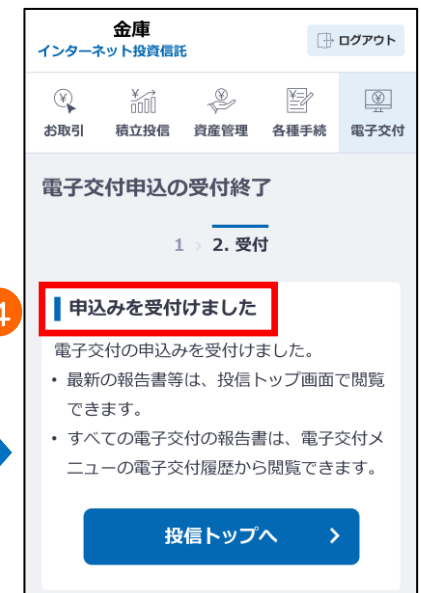 金庫
インターネット投資信託
ログアウト
お取引 積立投信 資産管理 各種手続 電子交付
電子交付申込の受付終了
1 > 2. 受付
4
申込みを受付けました
電子交付の申込みを受付けました。
• 最新の報告書等は、投信トップ画面で閲覧
できます。
• すべての電子交付の報告書は、電子交付メ
ニューの電子交付履歴から閲覧できます。
投信トップへ >